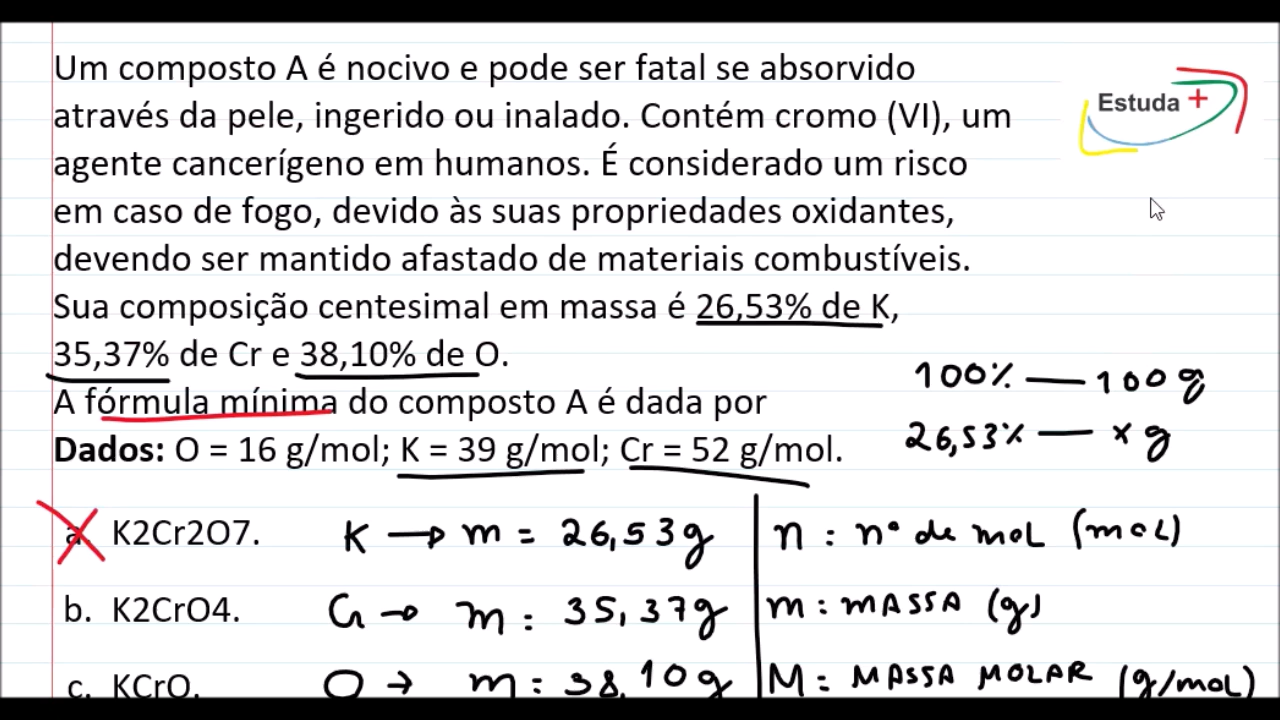 Um composto A é nocivo e pode ser fatal se absorvido
através da pele, ingerido ou inalado. Contém cromo (VI), um
agente cancerígeno em humanos. É considerado um risco
em caso de fogo, devido às suas propriedades oxidantes,
devendo ser mantido afastado de materiais combustíveis.
Sua composição centesimal em massa é 26,53% de K,
35,37% de Cr e 38,10% de O.
A fórmula mínima do composto A é dada por
Dados: O = 16 g/mol; K = 39 g/mol; Cr = 52 g/mol.
Estuda +
100% — 100g
26,53% — x g
a. K2Cr2O7.
b. K2CrO4.
c. KCrO.
K → m = 26,53g
Cr → m : 35,37g
O → m : 38,10g
n : nº de mol (mol)
m : MASSA (g)
M : MASSA MOLAR (g/mol)